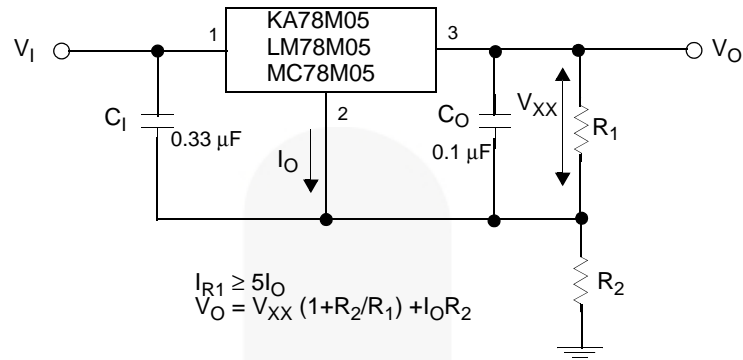 KA78M05
LM78M05
MC78M05
V_I
1
3
V_O
2
C_I
0.33 μF
I_O
C_O
0.1 μF
V_XX
R_1
R_2
I_R1 ≥ 5I_O
V_O = V_XX (1+R_2/R_1) +I_OR_2